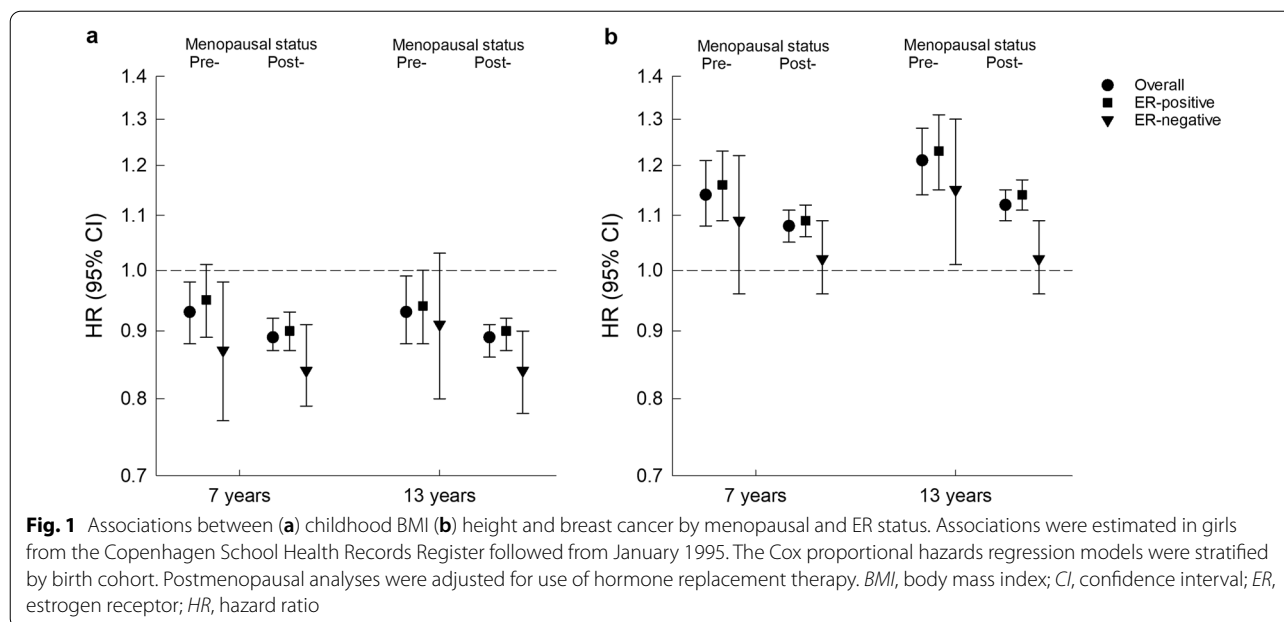 a
Menopausal status
Menopausal status
Pre-
Post-
Pre-
Post-
1.4
1.3
1.2
1.1
1.0
0.9
0.8
0.7
HR (95% CI)
7 years
13 years
b
Menopausal status
Menopausal status
Pre-
Post-
Pre-
Post-
1.4
1.3
1.2
1.1
1.0
0.9
0.8
0.7
HR (95% CI)
7 years
13 years
Overall
ER-positive
ER-negative
Fig. 1 Associations between (a) childhood BMI (b) height and breast cancer by menopausal and ER status. Associations were estimated in girls
from the Copenhagen School Health Records Register followed from January 1995. The Cox proportional hazards regression models were stratified
by birth cohort. Postmenopausal analyses were adjusted for use of hormone replacement therapy. BMI, body mass index; CI, confidence interval; ER,
estrogen receptor; HR, hazard ratio